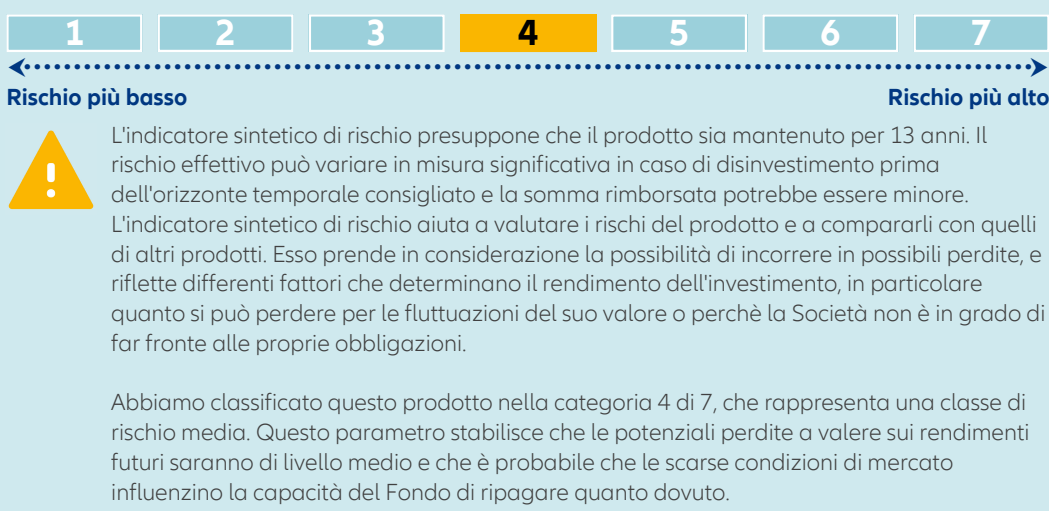 1 2 3 4 5 6 7
Rischio più basso Rischio più alto
L'indicatore sintetico di rischio presuppone che il prodotto sia mantenuto per 13 anni. Il
rischio effettivo può variare in misura significativa in caso di disinvestimento prima
dell'orizzonte temporale consigliato e la somma rimborsata potrebbe essere minore.
L'indicatore sintetico di rischio aiuta a valutare i rischi del prodotto e a compararli con quelli
di altri prodotti. Esso prende in considerazione la possibilità di incorrere in possibili perdite, e
riflette differenti fattori che determinano il rendimento dell'investimento, in particolare
quanto si può perdere per le fluttuazioni del suo valore o perchè la Società non è in grado di
far fronte alle proprie obbligazioni.
Abbiamo classificato questo prodotto nella categoria 4 di 7, che rappresenta una classe di
rischio media. Questo parametro stabilisce che le potenziali perdite a valere sui rendimenti
futuri saranno di livello medio e che è probabile che le scarse condizioni di mercato
influenzino la capacità del Fondo di ripagare quanto dovuto.